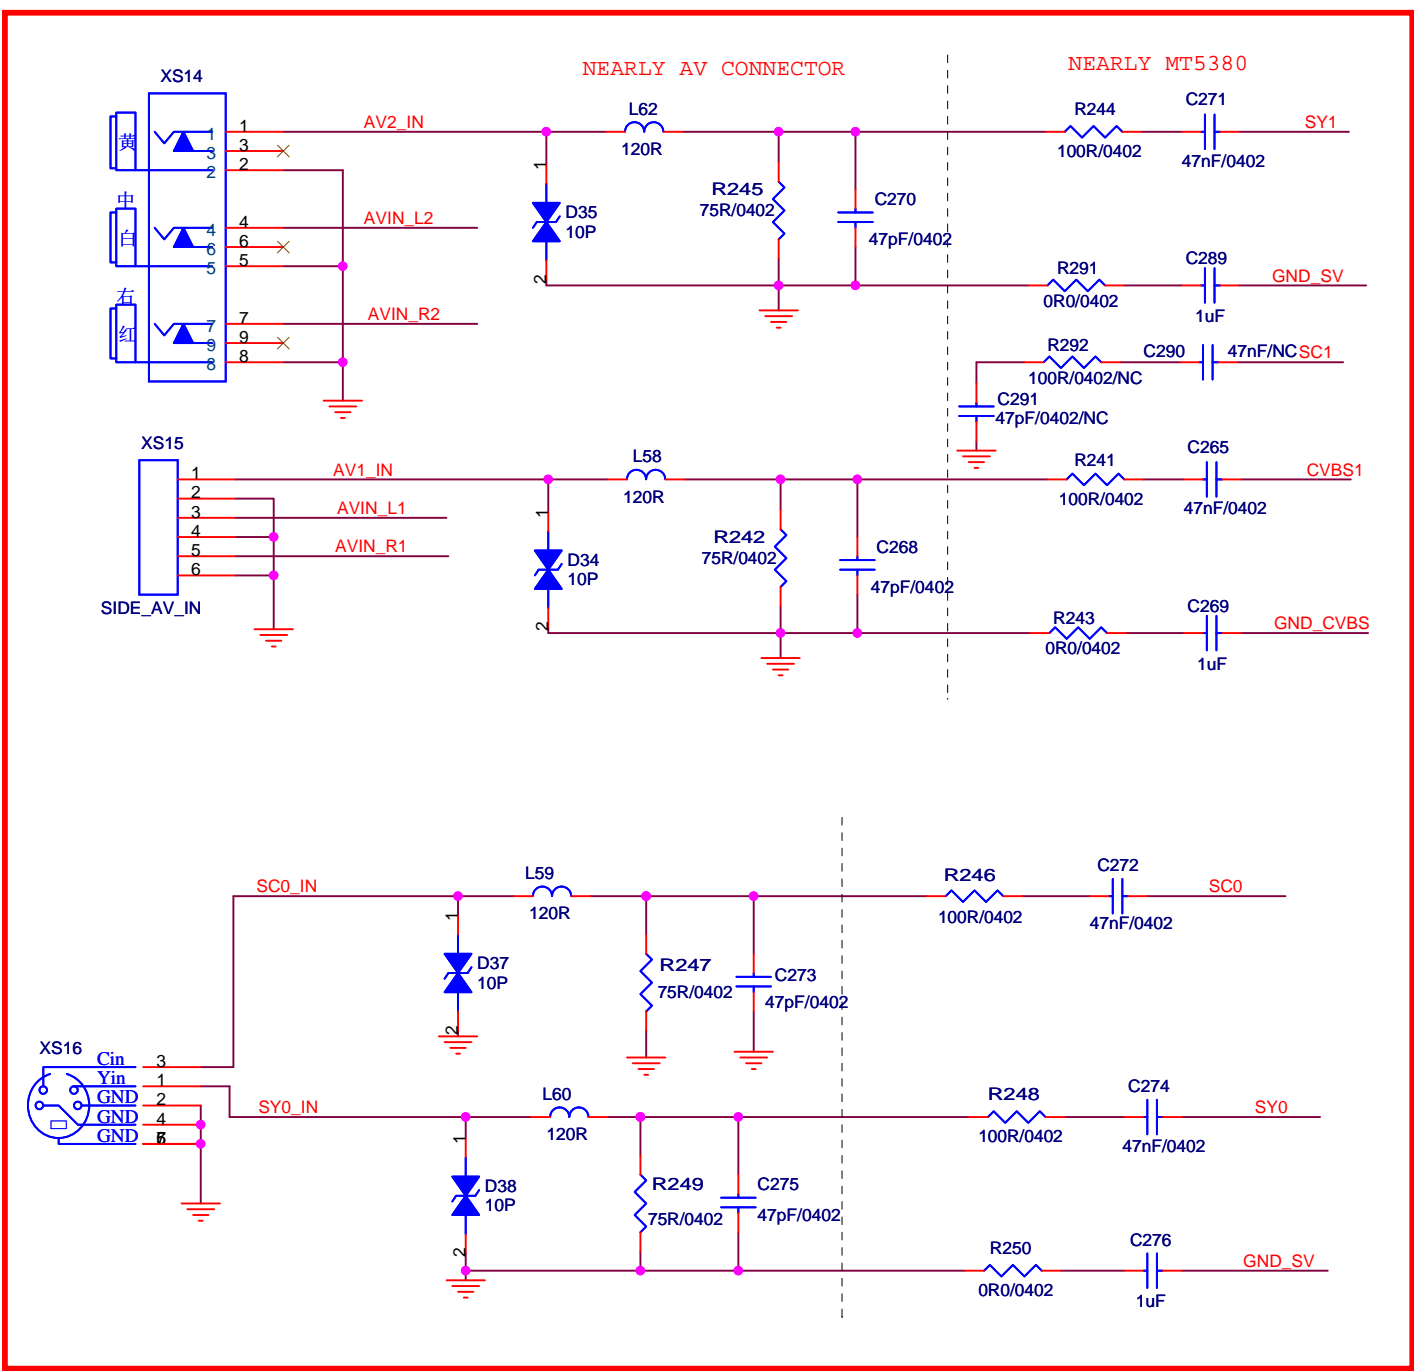 NEARLY AV CONNECTOR
NEARLY MT5380
XS14
黄
中
白
右
红
1
3
2
4
6
5
7
9
8
1
3
2
4
6
5
7
9
8
AV2_IN
AVIN_L2
AVIN_R2
L62
120R
1
D35
10P
2
R245
75R/0402
C270
47pF/0402
R244
100R/0402
C271
47nF/0402
SY1
R291
0R0/0402
C289
1uF
GND_SV
R292
100R/0402/NC
C290
47nF/NC
SC1
C291
47pF/0402/NC
XS15
1
2
3
4
5
6
SIDE_AV_IN
AV1_IN
AVIN_L1
AVIN_R1
L58
120R
1
D34
10P
2
R242
75R/0402
C268
47pF/0402
R241
100R/0402
C265
47nF/0402
CVBS1
R243
0R0/0402
C269
1uF
GND_CVBS
SC0_IN
L59
120R
1
D37
10P
2
R247
75R/0402
C273
47pF/0402
R246
100R/0402
C272
47nF/0402
SC0
XS16
Cin 3
Yin 1
GND 2
GND 4
GND
SY0_IN
L60
120R
1
D38
10P
2
R249
75R/0402
C275
47pF/0402
R248
100R/0402
C274
47nF/0402
SY0
R250
0R0/0402
C276
1uF
GND_SV